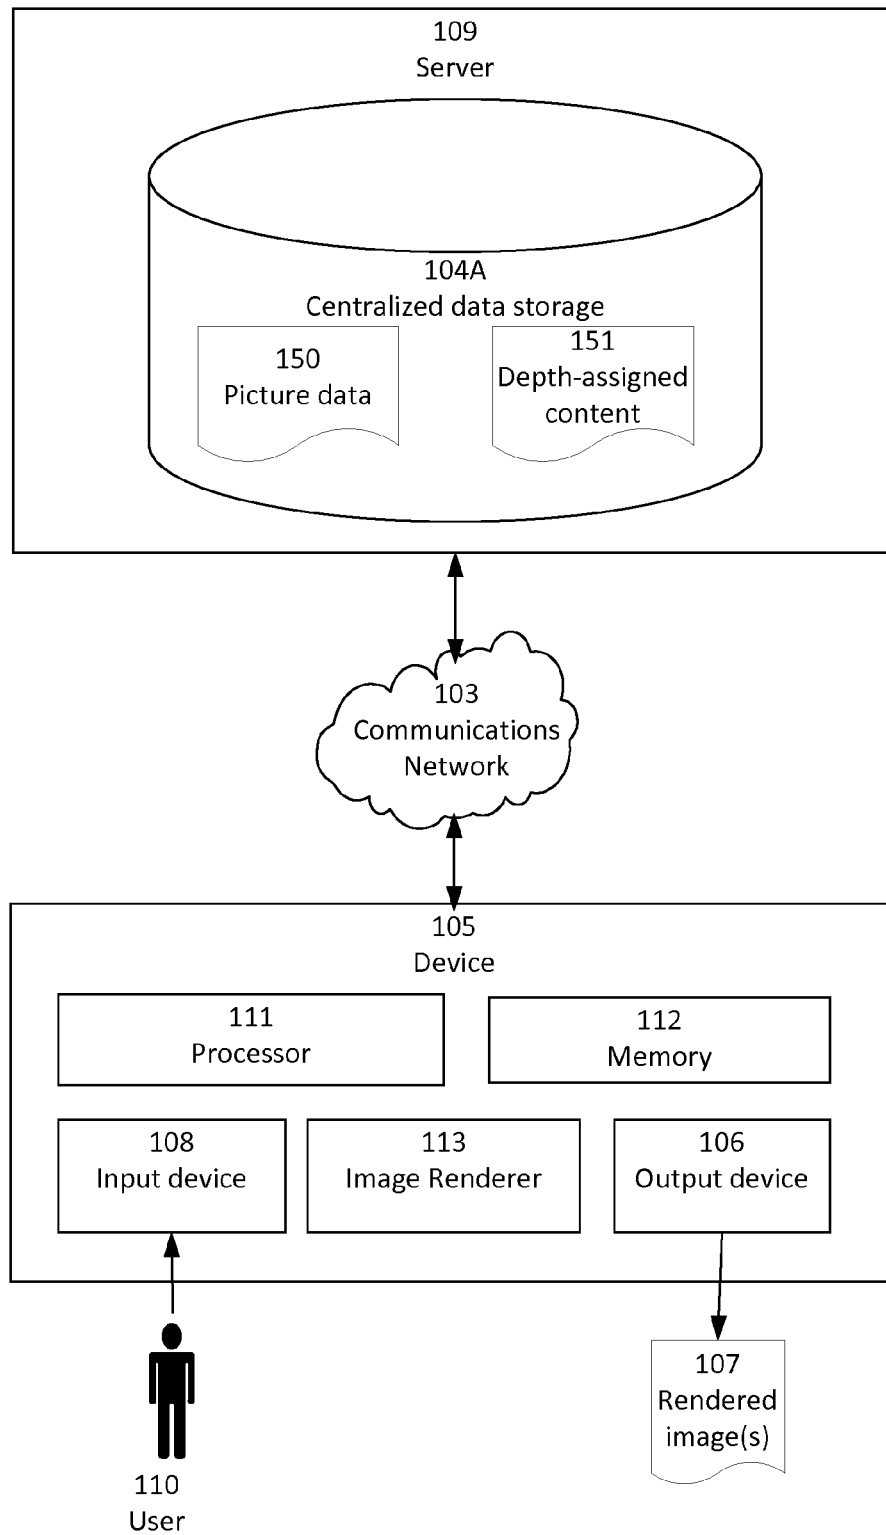 109
Server
104A
Centralized data storage
150
Picture data
151
Depth-assigned
content
103
Communications
Network
105
Device
111
Processor
112
Memory
108
Input device
113
Image Renderer
106
Output device
107
Rendered
image(s)
110
User